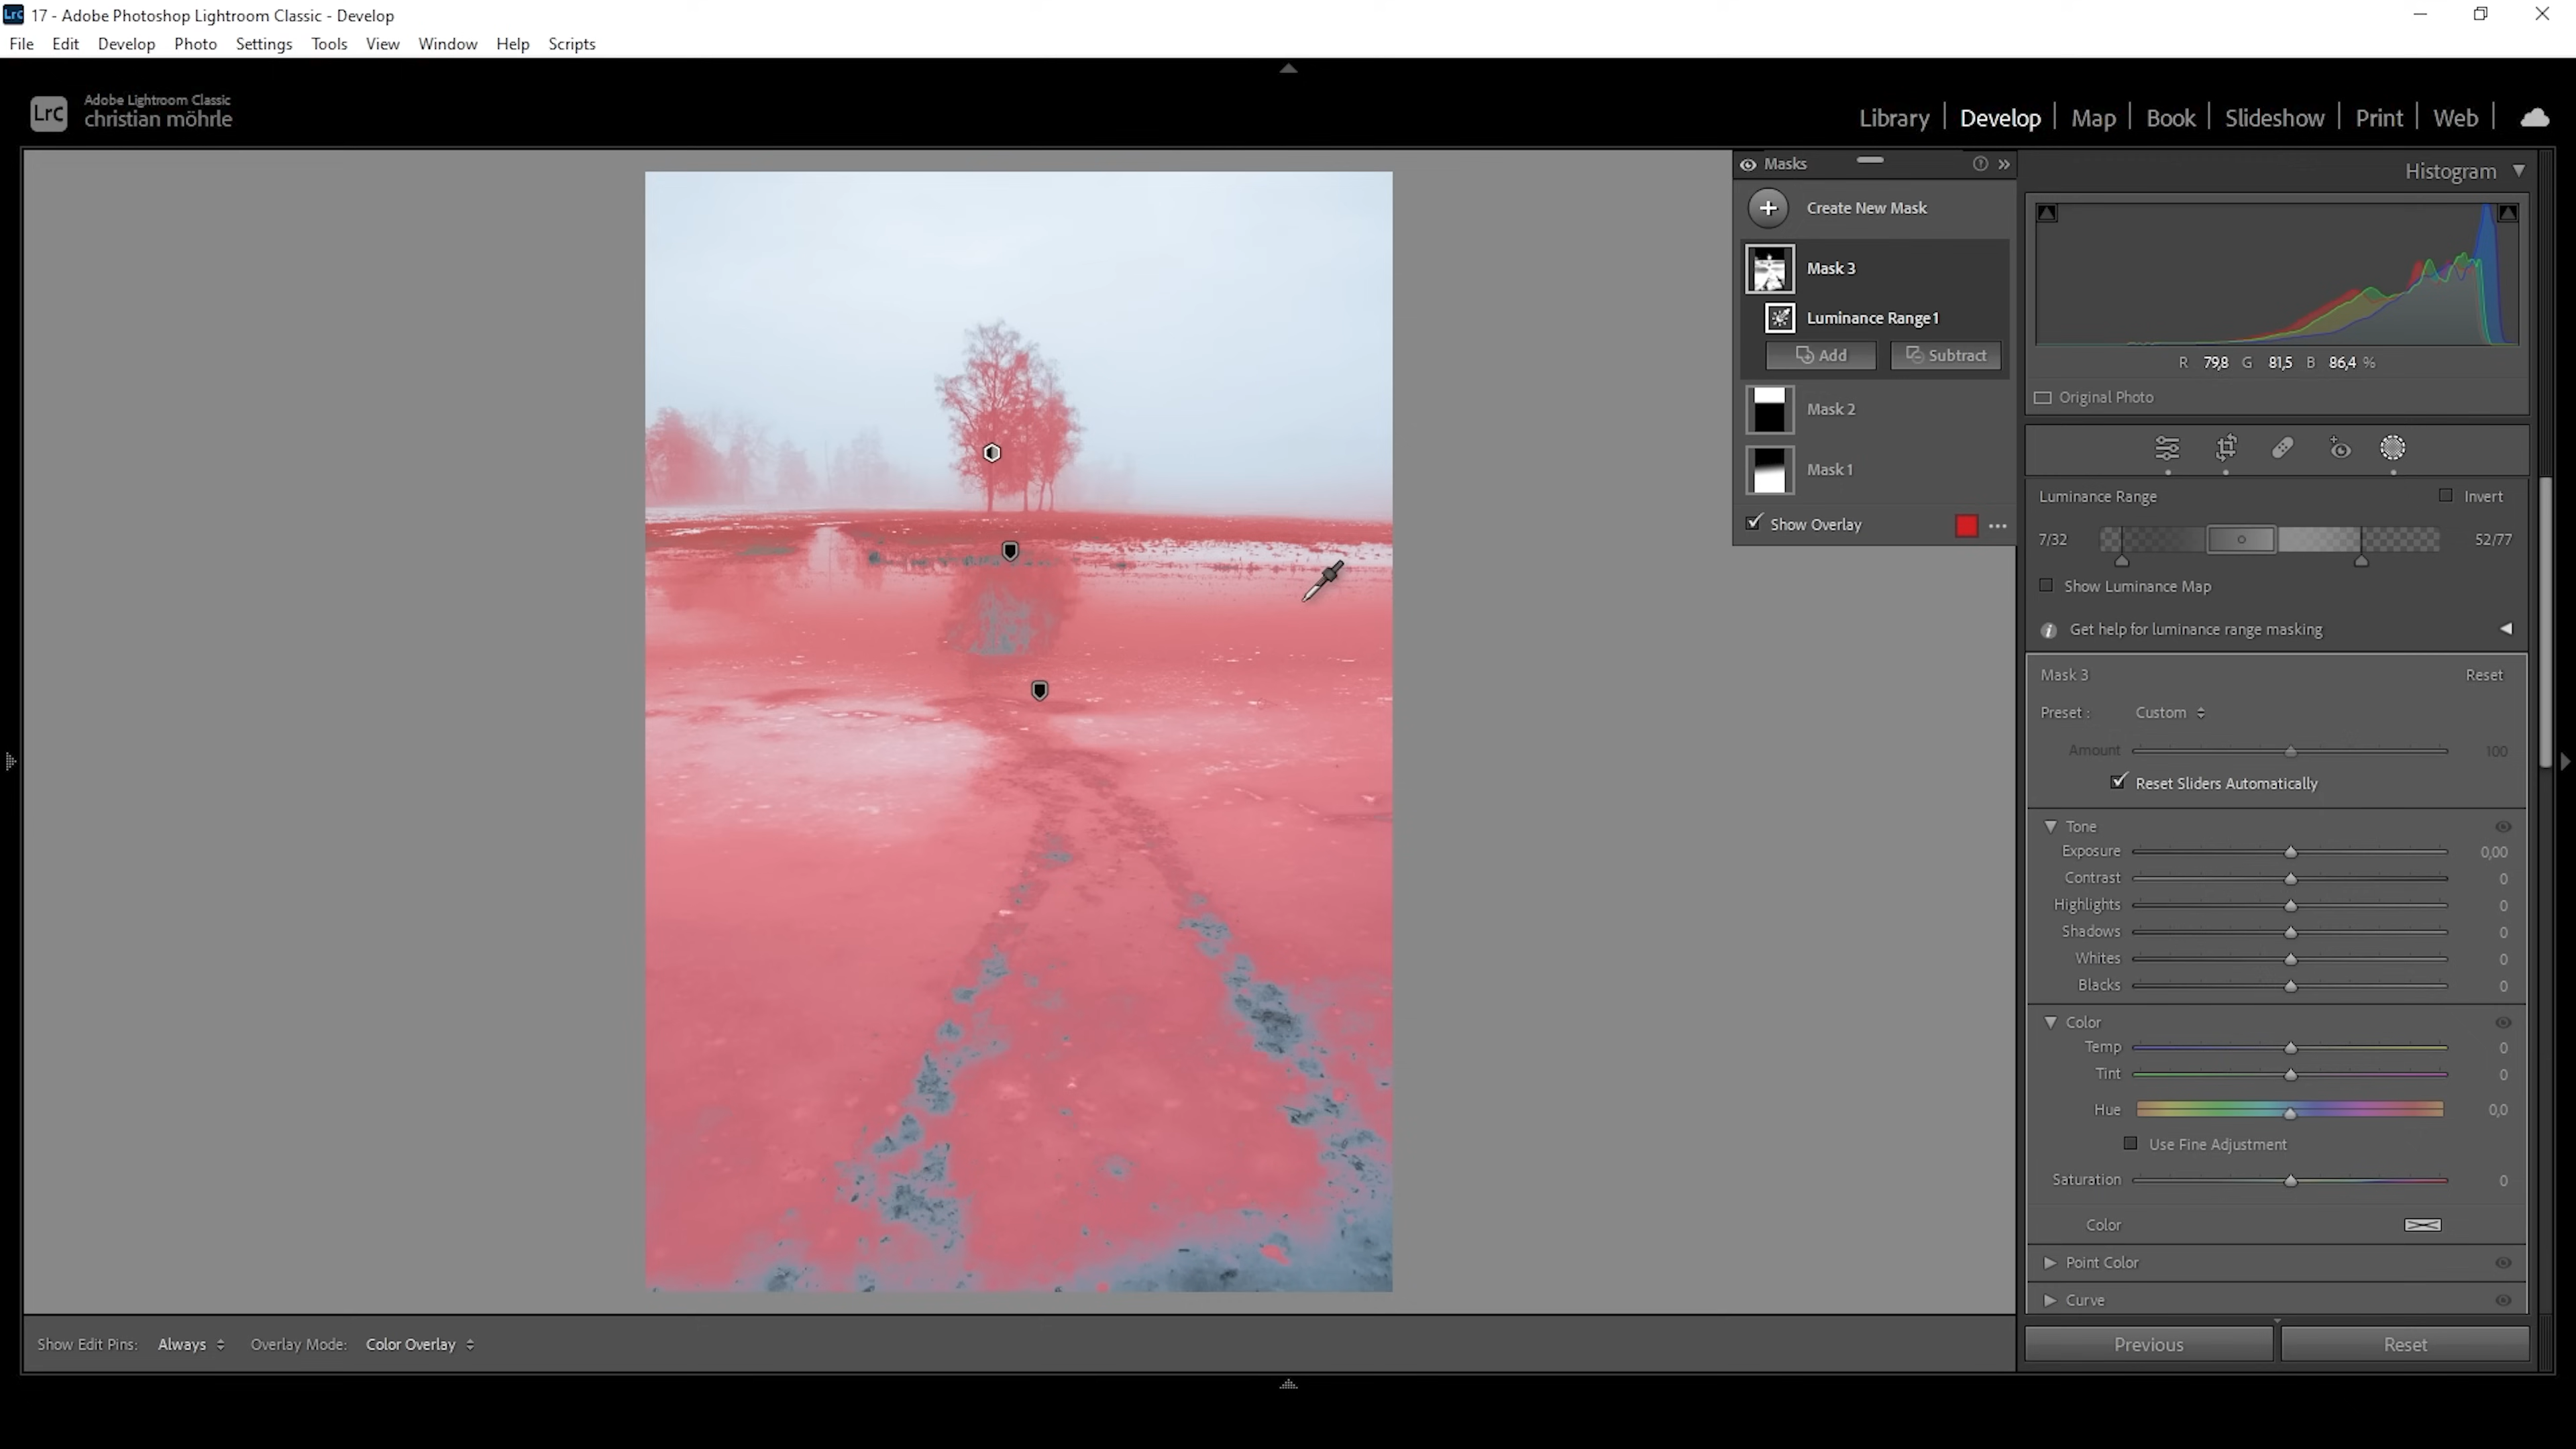 Lrc 17 - Adobe Photoshop Lightroom Classic - Develop
File Edit Develop Photo Settings Tools View Window Help Scripts
Lrc Adobe Lightroom Classic
christian möhrle
Library | Develop | Map | Book | Slideshow | Print | Web |
Masks
Create New Mask
Mask 3
Luminance Range 1
Add Subtract
Mask 2
Mask 1
Show Overlay
Histogram
R 79,8 G 81,5 B 86,4 %
Original Photo
Luminance Range Invert
7/32 52/77
Show Luminance Map
Get help for luminance range masking
Mask 3 Reset
Preset : Custom
Amount 100
Reset Sliders Automatically
Tone
Exposure 0,00
Contrast 0
Highlights 0
Shadows 0
Whites 0
Blacks 0
Color
Temp 0
Tint 0
Hue 0,0
Use Fine Adjustment
Saturation 0
Color
Point Color
Curve
Previous Reset
Show Edit Pins: Always Overlay Mode: Color Overlay